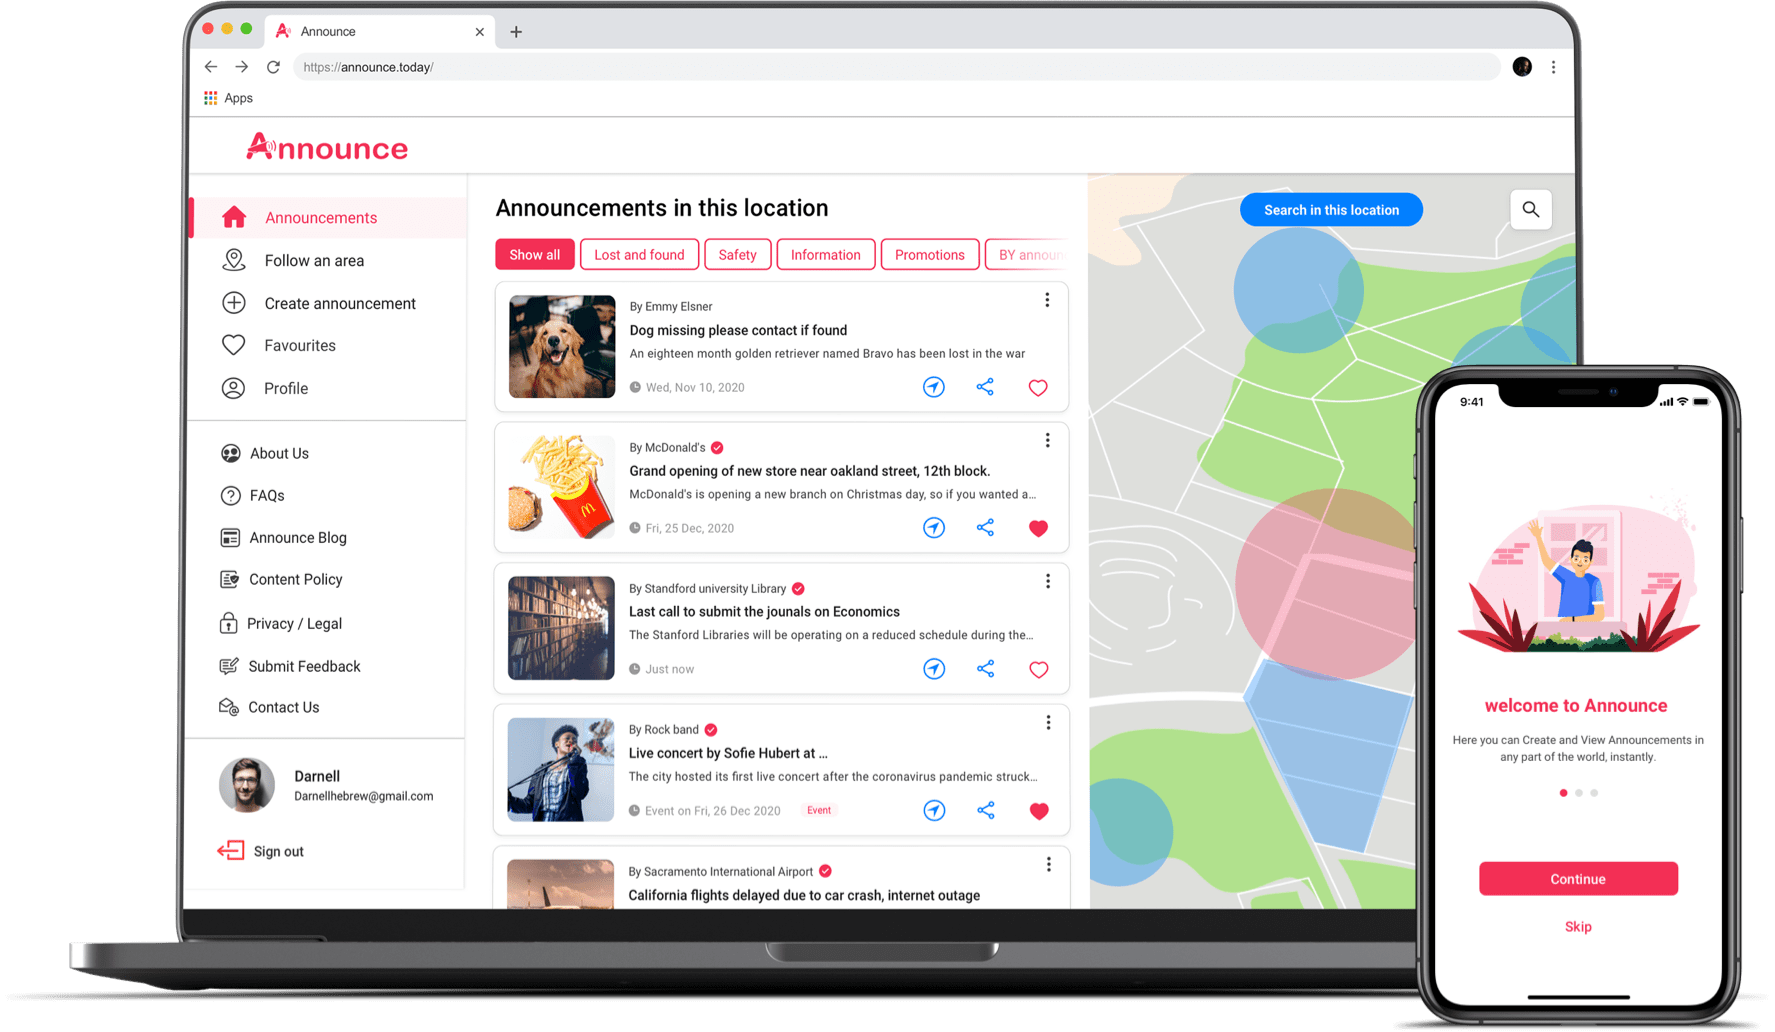 Announce
https://announce.today/
Apps
Announce
Announcements
Follow an area
Create announcement
Favourites
Profile
About Us
FAQs
Announce Blog
Content Policy
Privacy / Legal
Submit Feedback
Contact Us
Darnell
Darnellhebrew@gmail.com
Sign out
Announcements in this location
Show all
Lost and found
Safety
Information
Promotions
BY announ
By Emmy Elsner
Dog missing please contact if found
An eighteen month golden retriever named Bravo has been lost in the war
Wed, Nov 10, 2020
By McDonald's
Grand opening of new store near oakland street, 12th block.
McDonald's is opening a new branch on Christmas day, so if you wanted a...
Fri, 25 Dec, 2020
By Standford university Library
Last call to submit the jounals on Economics
The Stanford Libraries will be operating on a reduced schedule during the...
Just now
By Rock band
Live concert by Sofie Hubert at ...
The city hosted its first live concert after the coronavirus pandemic struck...
Event on Fri, 26 Dec 2020
Event
By Sacramento International Airport
California flights delayed due to car crash, internet outage
Search in this location
9:41
welcome to Announce
Here you can Create and View Announcements in
any part of the world, instantly.
Continue
Skip